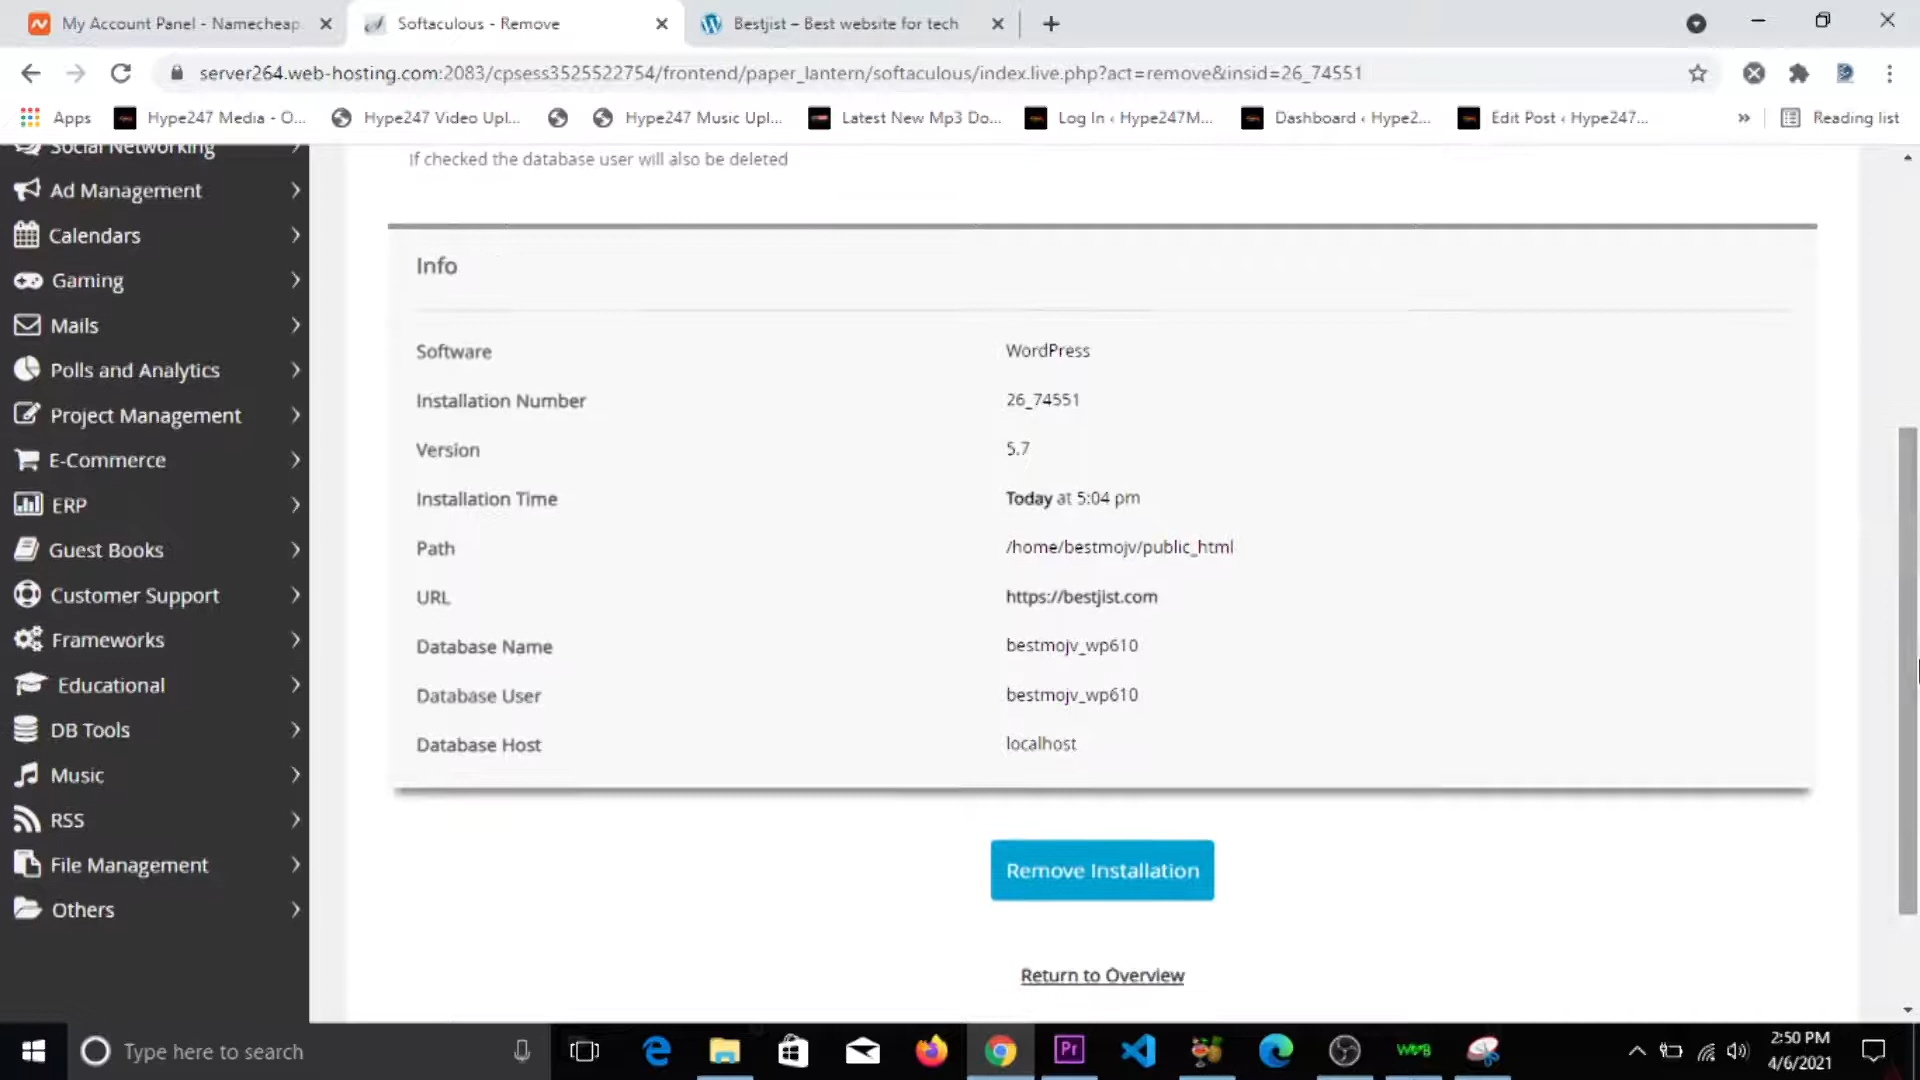 My Account Panel - Namecheap
Softaculous - Remove
Bestjist – Best website for tech
server264.web-hosting.com:2083/cpsess3525522754/frontend/paper_lantern/softaculous/index.live.php?act=remove&insid=26_74551
Apps
Hype247 Media - O...
Hype247 Video Upl...
Hype247 Music Upl...
Latest New Mp3 Do...
Log In ‹ Hype247M...
Dashboard ‹ Hype2...
Edit Post ‹ Hype247...
»
Reading list
Social Networking
Ad Management
Calendars
Gaming
Mails
Polls and Analytics
Project Management
E-Commerce
ERP
Guest Books
Customer Support
Frameworks
Educational
DB Tools
Music
RSS
File Management
Others
If checked the database user will also be deleted
Info
Software WordPress
Installation Number 26_74551
Version 5.7
Installation Time Today at 5:04 pm
Path /home/bestmojv/public_html
URL https://bestjist.com
Database Name bestmojv_wp610
Database User bestmojv_wp610
Database Host localhost
Remove Installation
Return to Overview
Type here to search
Pr
2:50 PM
4/6/2021